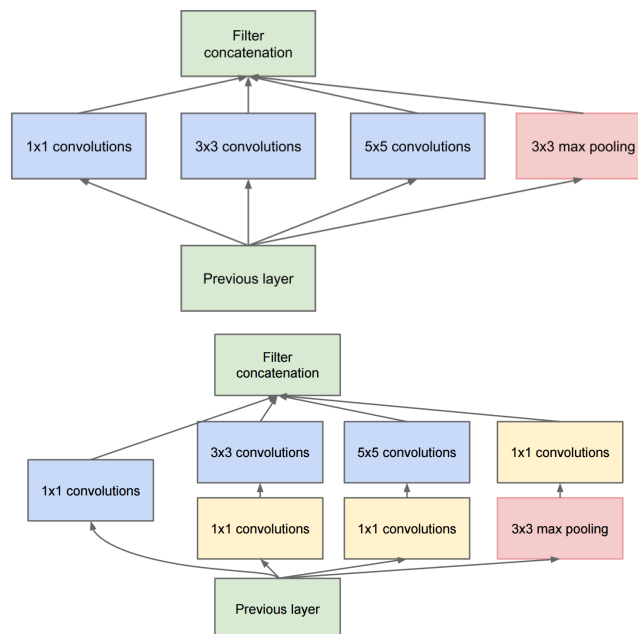 Filter
concatenation
1x1 convolutions
3x3 convolutions
5x5 convolutions
3x3 max pooling
Previous layer
Filter
concatenation
3x3 convolutions
5x5 convolutions
1x1 convolutions
1x1 convolutions
1x1 convolutions
1x1 convolutions
3x3 max pooling
Previous layer